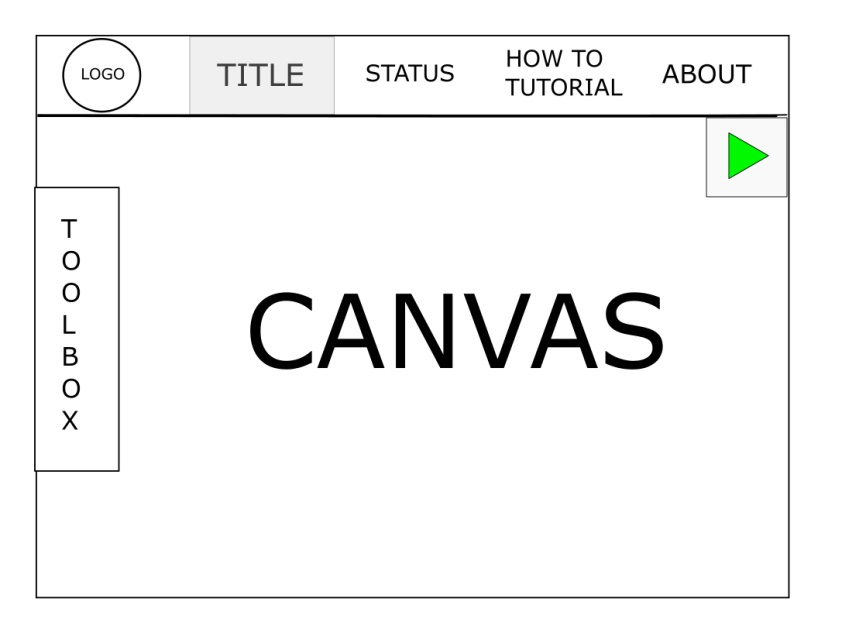 LOGO
TITLE
STATUS
HOW TO
TUTORIAL
ABOUT
T
O
O
L
B
O
X
CANVAS